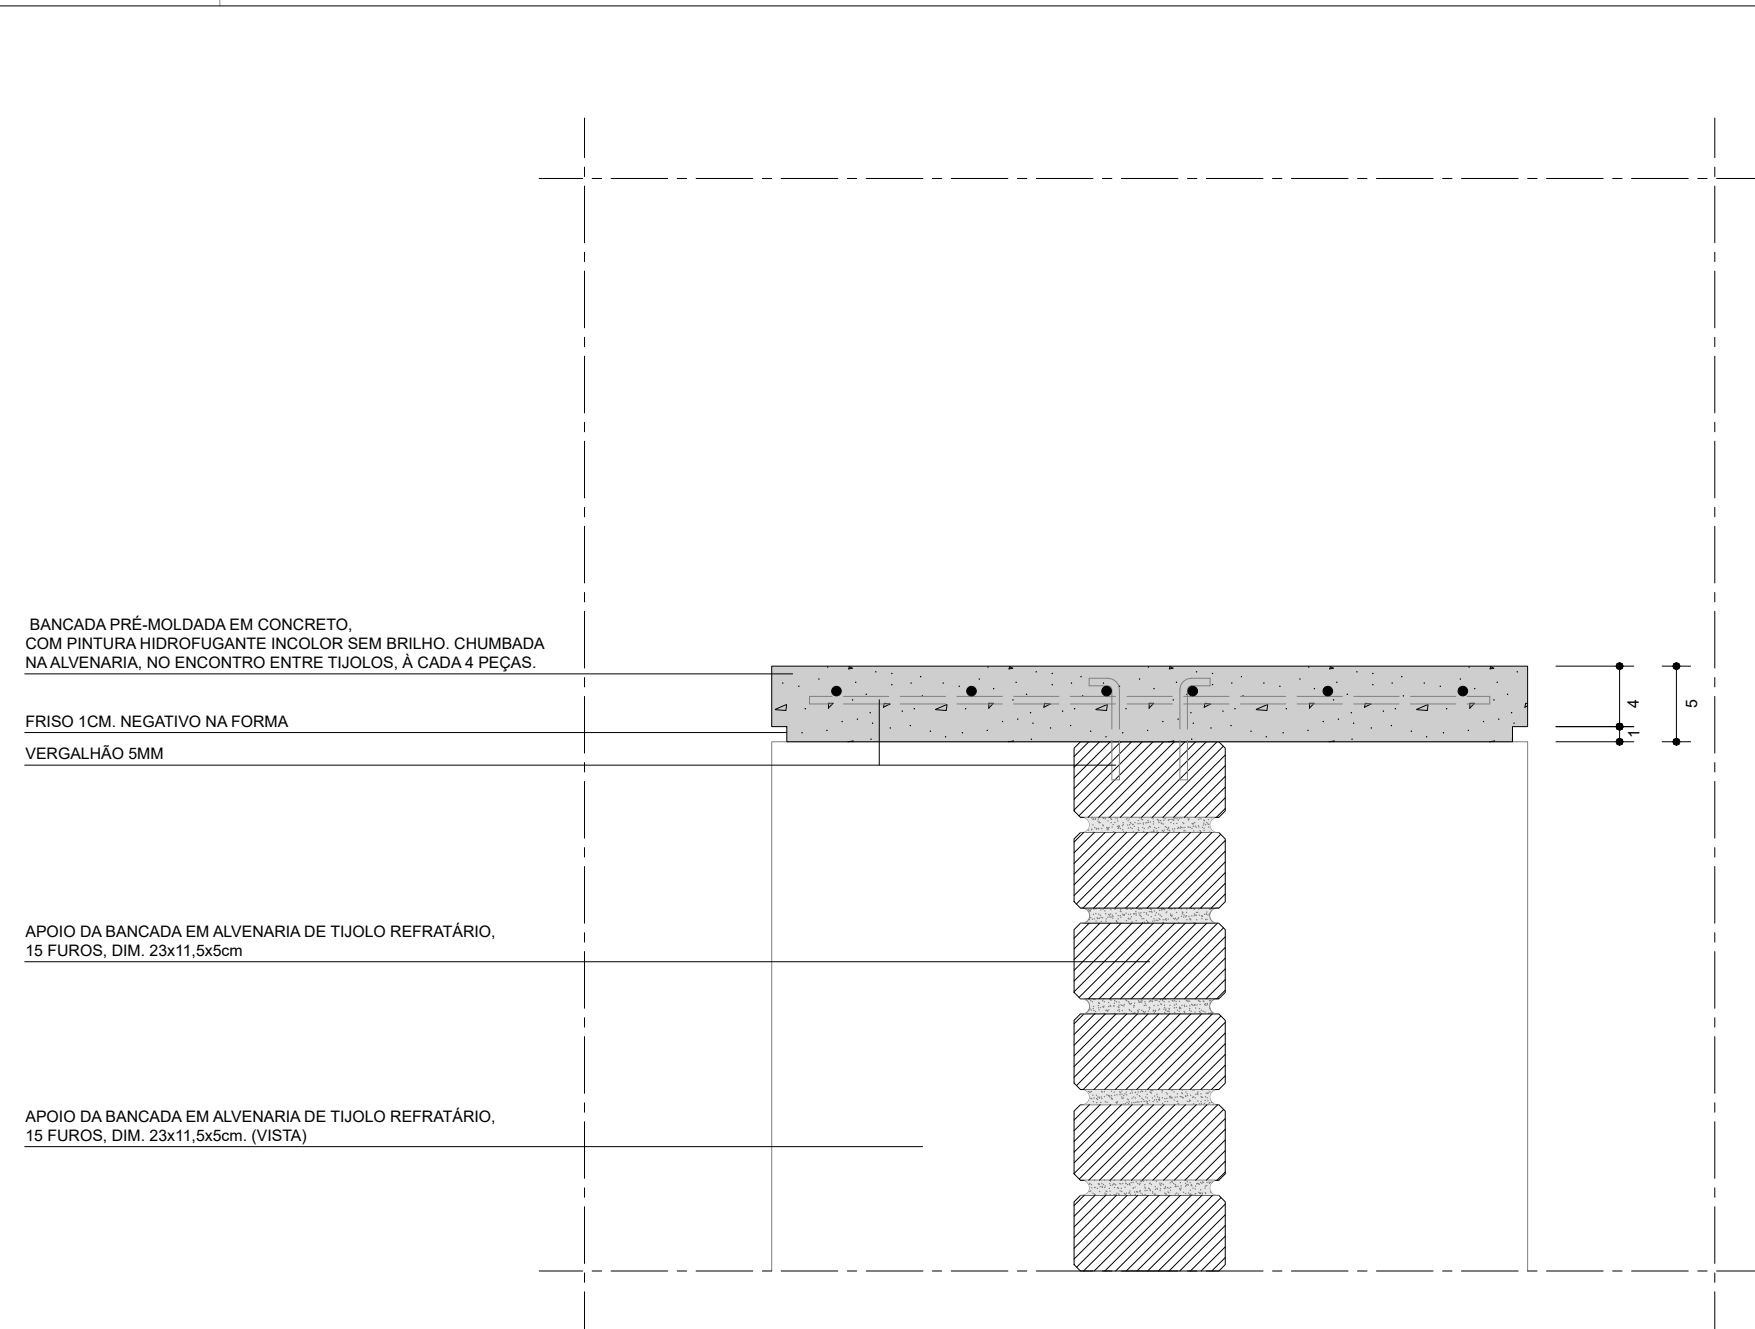 BANCADA PRÉ-MOLDADA EM CONCRETO,
COM PINTURA HIDROFUGANTE INCOLOR SEM BRILHO. CHUMBADA
NA ALVENARIA, NO ENCONTRO ENTRE TIJOLOS, À CADA 4 PEÇAS.
FRISO 1CM. NEGATIVO NA FORMA
VERGALHÃO 5MM
APOIO DA BANCADA EM ALVENARIA DE TIJOLO REFRATÁRIO,
15 FUROS, DIM. 23x11,5x5cm
APOIO DA BANCADA EM ALVENARIA DE TIJOLO REFRATÁRIO,
15 FUROS, DIM. 23x11,5x5cm. (VISTA)
4
1
5